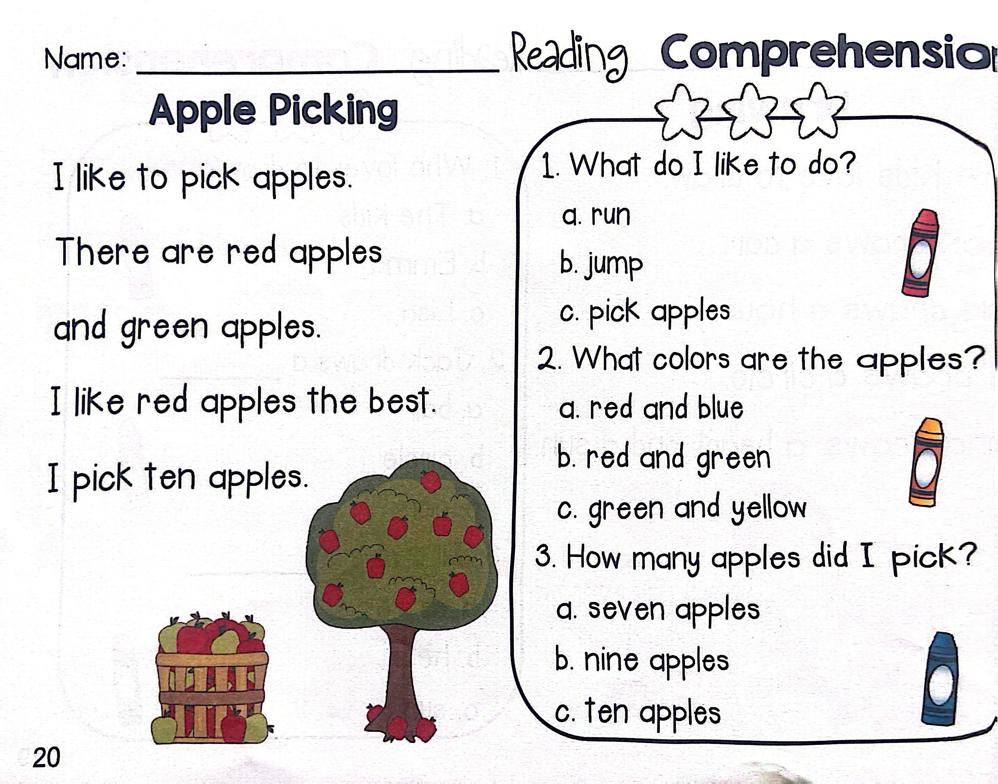 Name:
Apple Picking
I like to pick apples.
There are red apples
and green apples.
I like red apples the best.
I pick ten apples.
20
Reading Comprehension
1. What do I like to do?
a. run
b. jump
c. pick apples
2. What colors are the apples?
a. red and blue
b. red and green
c. green and yellow
3. How many apples did I pick?
a. seven apples
b. nine apples
c. ten apples